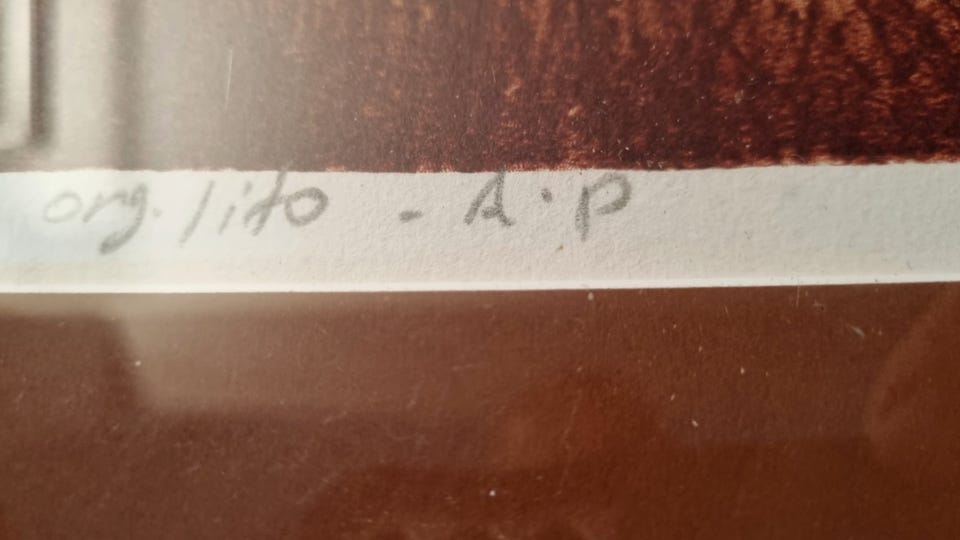 org. lito - A.P